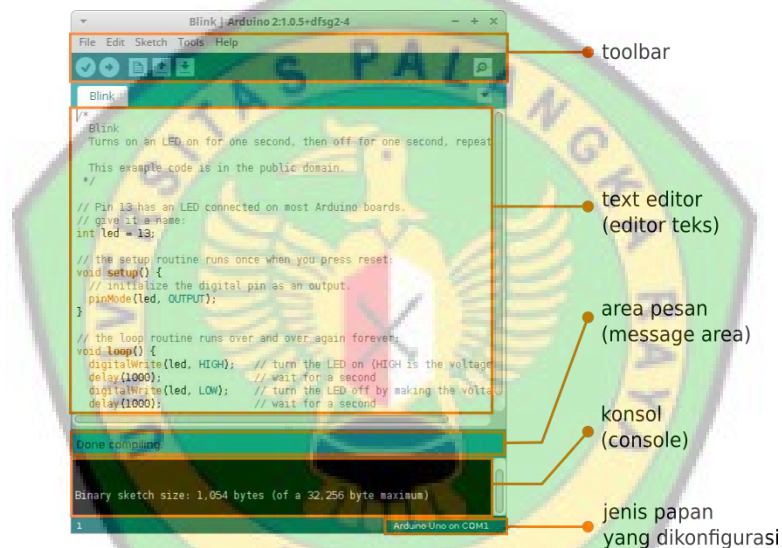 Blink | Arduino 2:1.0.5+dfsg2-4
File Edit Sketch Tools Help
toolbar
Blink
/*
Blink
Turns on an LED on for one second, then off for one second, repeat
This example code is in the public domain.
*/
// Pin 13 has an LED connected on most Arduino boards.
// give it a name:
int led = 13;
// the setup routine runs once when you press reset:
void setup() {
// initialize the digital pin as an output.
pinMode(led, OUTPUT);
}
// the loop routine runs over and over again forever:
void loop() {
digitalWrite(led, HIGH); // turn the LED on (HIGH is the voltage
delay(1000); // wait for a second
digitalWrite(led, LOW); // turn the LED off by making the volta
delay(1000); // wait for a second
text editor
(editor teks)
area pesan
(message area)
Done compiling.
konsol
(console)
Binary sketch size: 1,054 bytes (of a 32,256 byte maximum)
1
Arduino Uno on COM1
jenis papan
yang dikonfigurasi
SITAS PALANGKA RAYA